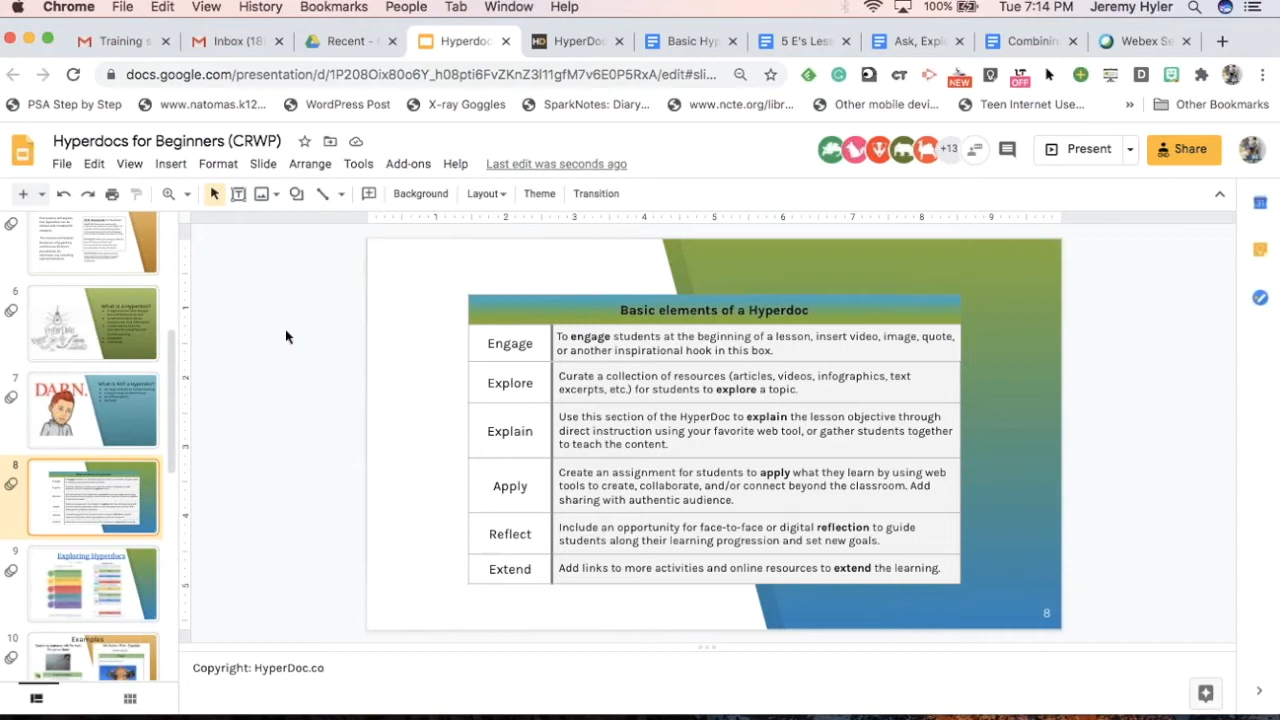 Chrome File Edit View History Bookmarks People Tab Window Help 100% Tue 7:14 PM Jeremy Hyler
Training s Inbox (18 Recent - Hyperdoc HyperDoc Basic Hyp 5 E's Less Ask, Expl Combinin Webex Se
docs.google.com/presentation/d/1P208Oix80o6Y_h08pti6FvZKnZ3l11gfM7v6E0P5RxA/edit#sli...
NEW OFF
PSA Step by Step www.natomas.k12... WordPress Post X-ray Goggles SparkNotes: Diary... www.ncte.org/libr... Other mobile devi... Teen Internet Use... » Other Bookmarks
Hyperdocs for Beginners (CRWP)
File Edit View Insert Format Slide Arrange Tools Add-ons Help Last edit was seconds ago
+13 Present Share
Background Layout Theme Transition
1 3 4 6 7 9
6
What is a Hyperdoc?
7
DARN.
What is NOT a Hyperdoc?
8
9
Exploring Hyperdocs
10
Examples
Basic elements of a Hyperdoc
Engage
To engage students at the beginning of a lesson, insert video, image, quote,
or another inspirational hook in this box.
Explore
Curate a collection of resources (articles, videos, infographics, text
excerpts, etc.) for students to explore a topic.
Explain
Use this section of the HyperDoc to explain the lesson objective through
direct instruction using your favorite web tool, or gather students together
to teach the content.
Apply
Create an assignment for students to apply what they learn by using web
tools to create, collaborate, and/or connect beyond the classroom. Add
sharing with authentic audience.
Reflect
Include an opportunity for face-to-face or digital reflection to guide
students along their learning progression and set new goals.
Extend
Add links to more activities and online resources to extend the learning.
8
Copyright: HyperDoc.co